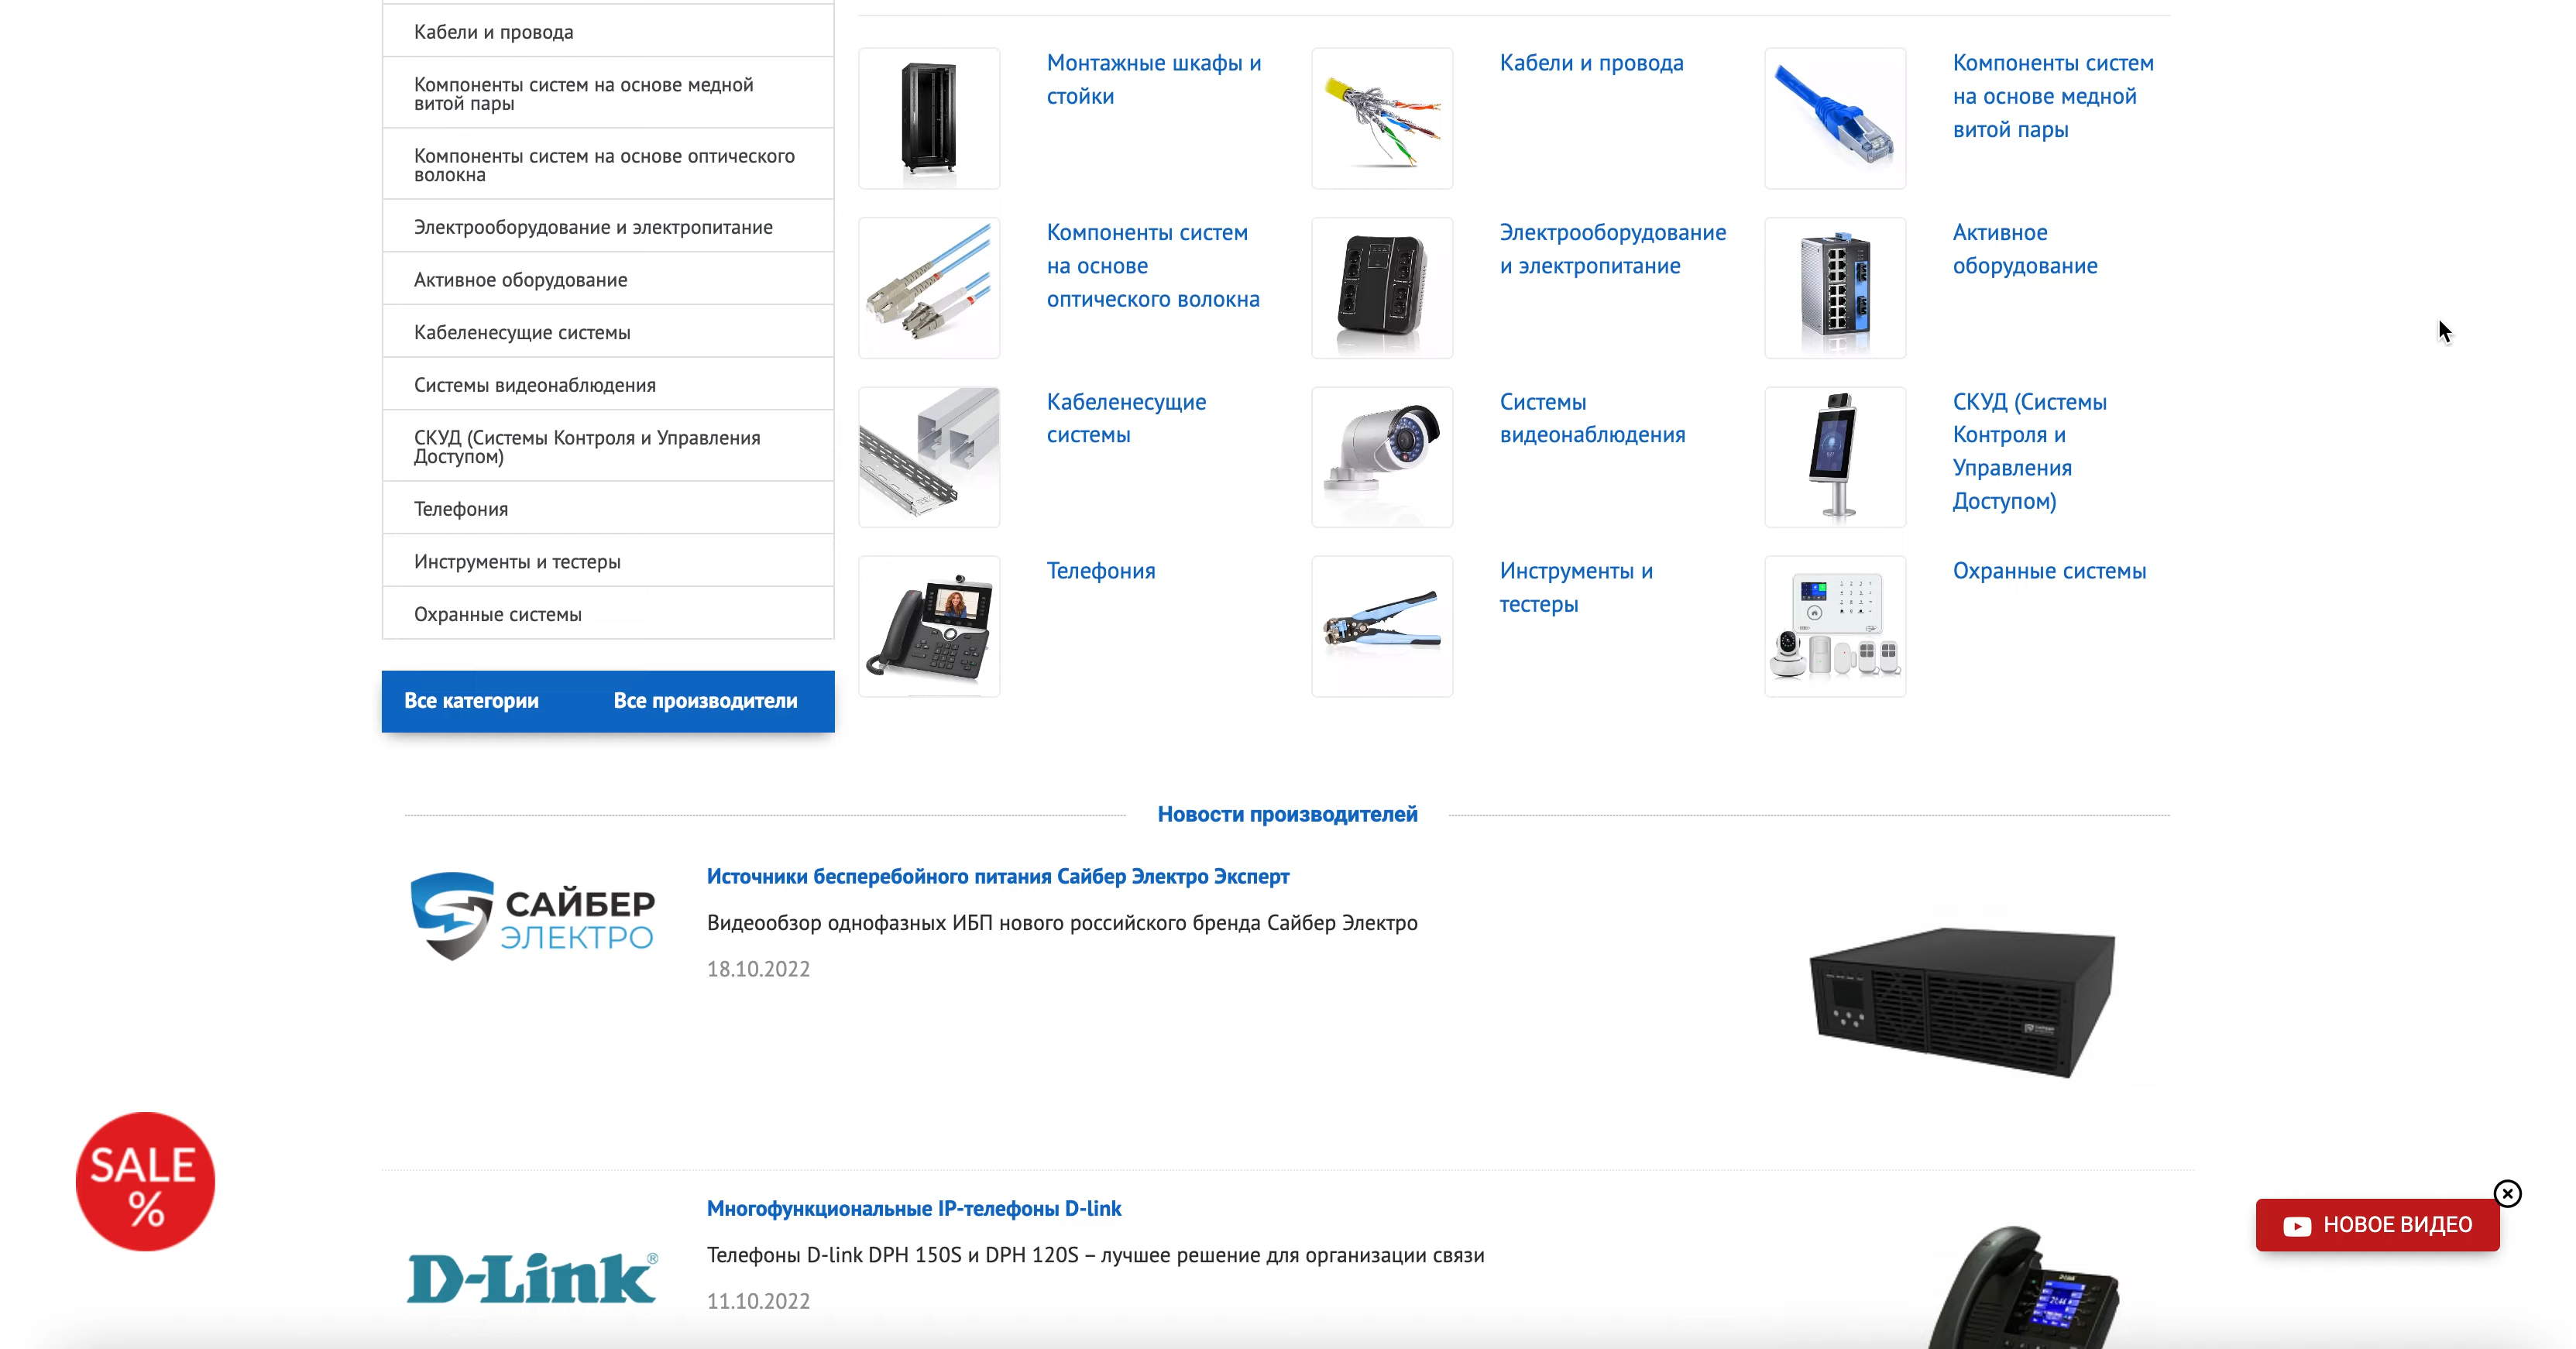 Кабели и провода
Компоненты систем на основе медной
витой пары
Компоненты систем на основе оптического
волокна
Электрооборудование и электропитание
Активное оборудование
Кабеленесущие системы
Системы видеонаблюдения
СКУД (Системы Контроля и Управления
Доступом)
Телефония
Инструменты и тестеры
Охранные системы
Все категории
Все производители
Монтажные шкафы и
стойки
Кабели и провода
Компоненты систем
на основе медной
витой пары
Компоненты систем
на основе
оптического волокна
Электрооборудование
и электропитание
Активное
оборудование
Кабеленесущие
системы
Системы
видеонаблюдения
СКУД (Системы
Контроля и
Управления
Доступом)
Телефония
Инструменты и
тестеры
Охранные системы
Новости производителей
САЙБЕР
ЭЛЕКТРО
Источники бесперебойного питания Сайбер Электро Эксперт
Видеообзор однофазных ИБП нового российского бренда Сайбер Электро
18.10.2022
SALE
%
D-Link®
Многофункциональные IP-телефоны D-link
Телефоны D-link DPH 150S и DPH 120S – лучшее решение для организации связи
11.10.2022
НОВОЕ ВИДЕО